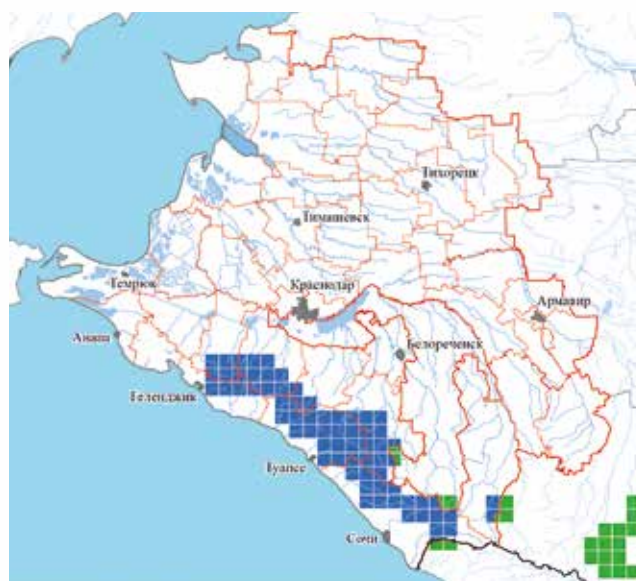 Тихорецк
Тимашевск
Темрюк
Краснодар
Армавир
Анапа
Белореченск
Геленджик
Туапсе
Сочи